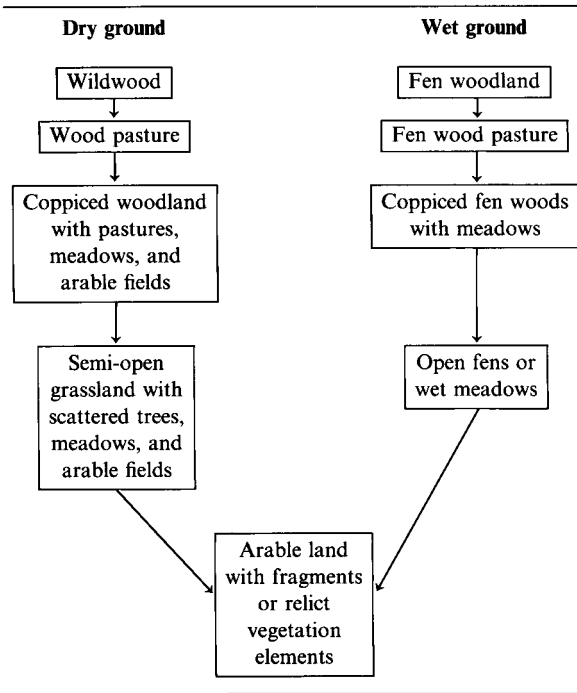 Dry ground
Wildwood
Wood pasture
Coppiced woodland
with pastures,
meadows, and
arable fields
Semi-open
grassland with
scattered trees,
meadows, and
arable fields
Wet ground
Fen woodland
Fen wood pasture
Coppiced fen woods
with meadows
Open fens or
wet meadows
Arable land
with fragments
or relict
vegetation
elements